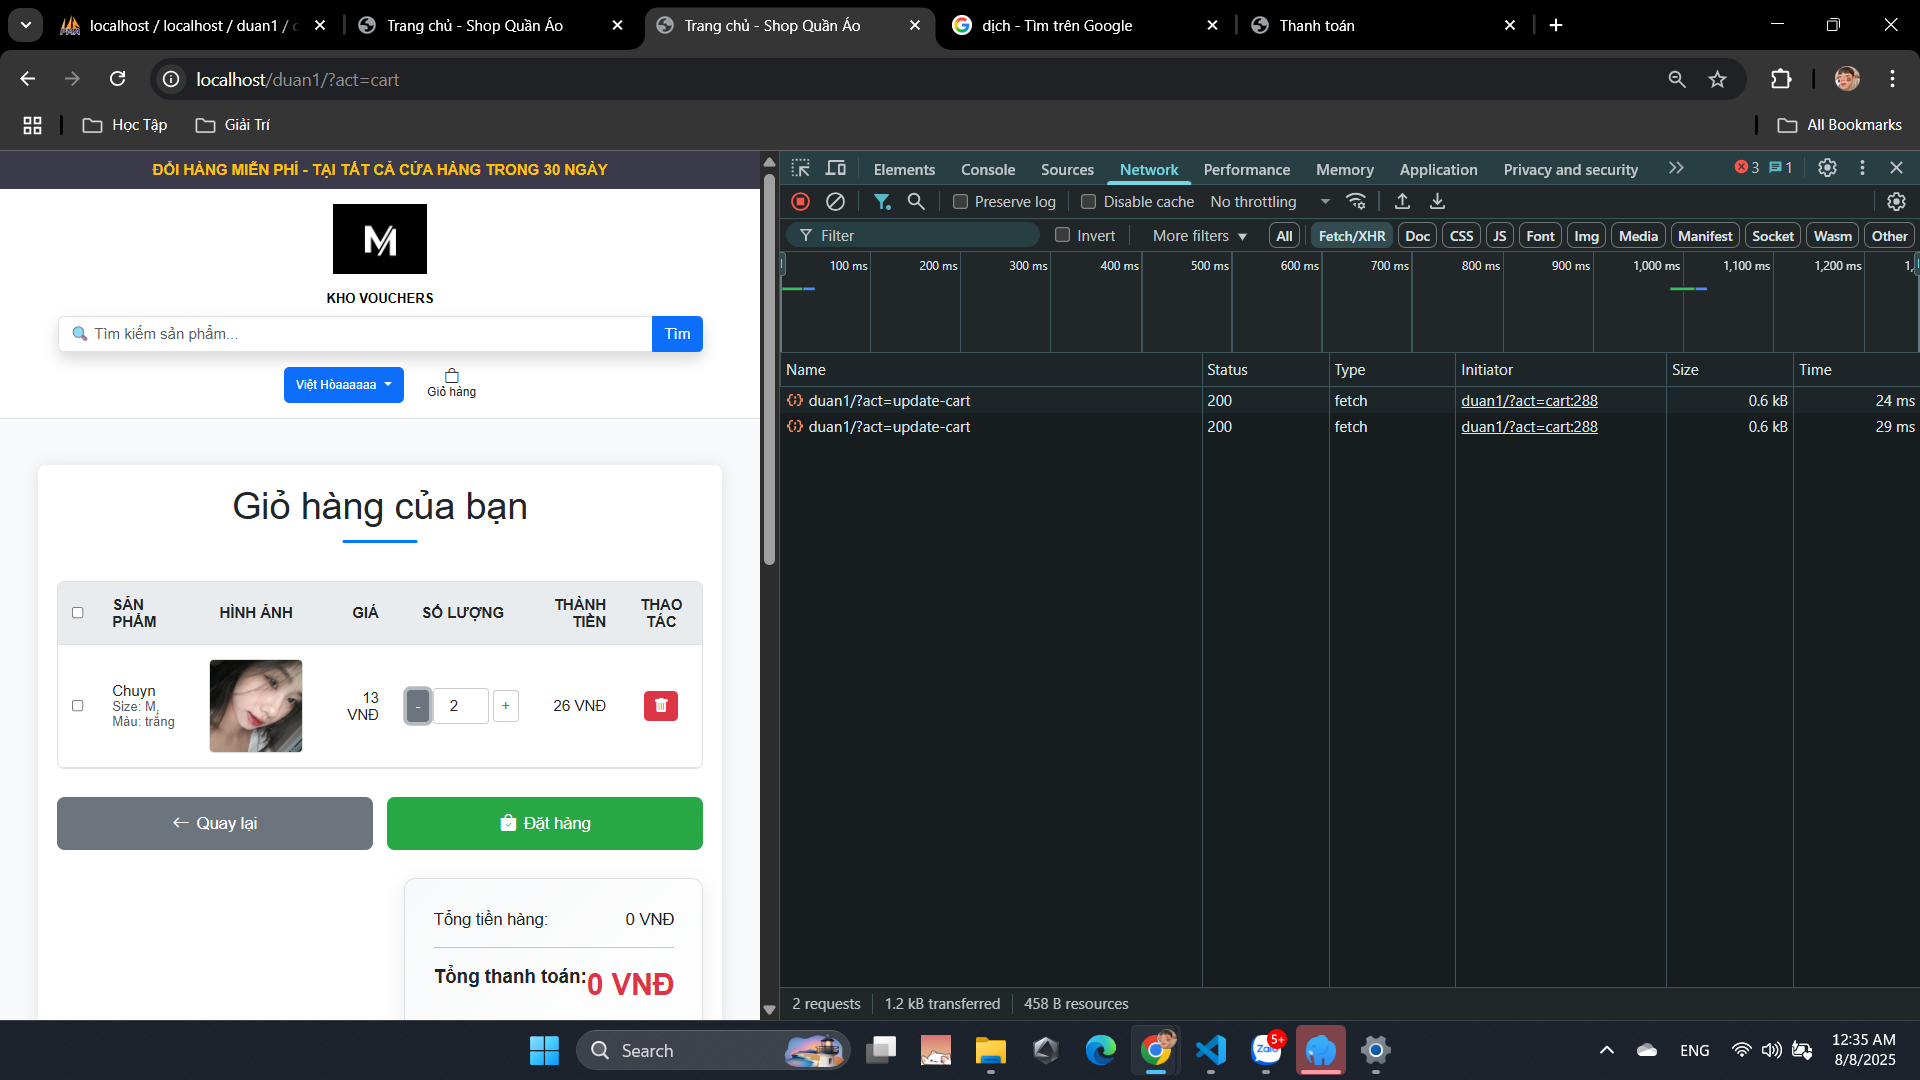 localhost / localhost / duan1 / c
Trang chủ - Shop Quần Áo
Trang chủ - Shop Quần Áo
dịch - Tìm trên Google
Thanh toán
localhost/duan1/?act=cart
Học Tập
Giải Trí
All Bookmarks
ĐỔI HÀNG MIỄN PHÍ - TẠI TẤT CẢ CỬA HÀNG TRONG 30 NGÀY
M
KHO VOUCHERS
Tìm kiếm sản phẩm...
Tìm
Việt Hòaaaaaa
Giỏ hàng
Giỏ hàng của bạn
SẢN PHẨM
HÌNH ẢNH
GIÁ
SỐ LƯỢNG
THÀNH TIỀN
THAO TÁC
Chuyn
Size: M,
Màu: trắng
13 VNĐ
-
2
+
26 VNĐ
← Quay lại
Đặt hàng
Tổng tiền hàng:
0 VNĐ
Tổng thanh toán:
0 VNĐ
Elements
Console
Sources
Network
Performance
Memory
Application
Privacy and security
3
1
Preserve log
Disable cache
No throttling
Filter
Invert
More filters
All
Fetch/XHR
Doc
CSS
JS
Font
Img
Media
Manifest
Socket
Wasm
Other
100 ms
200 ms
300 ms
400 ms
500 ms
600 ms
700 ms
800 ms
900 ms
1,000 ms
1,100 ms
1,200 ms
1,
Name
Status
Type
Initiator
Size
Time
duan1/?act=update-cart
200
fetch
duan1/?act=cart:288
0.6 kB
24 ms
duan1/?act=update-cart
200
fetch
duan1/?act=cart:288
0.6 kB
29 ms
2 requests
1.2 kB transferred
458 B resources
Search
Zalo
5+
ENG
12:35 AM
8/8/2025